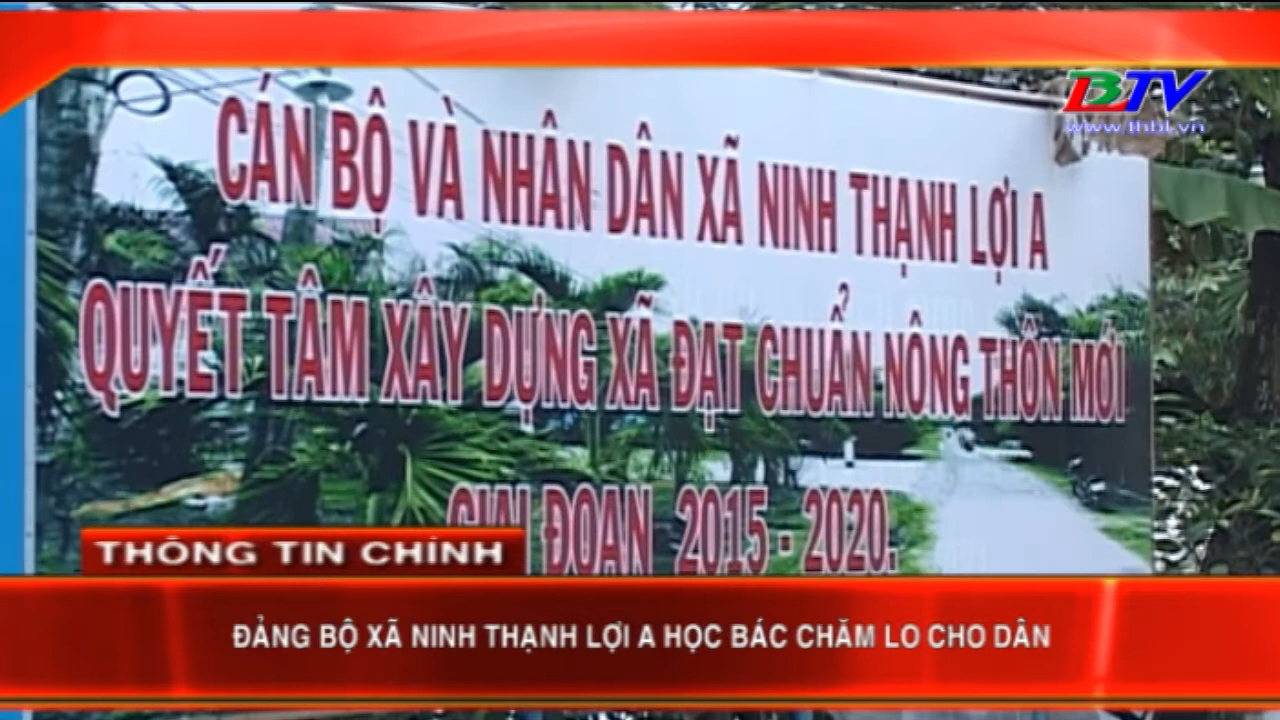 BTV
www.thbl.vn
CÁN BỘ VÀ NHÂN DÂN XÃ NINH THẠNH LỢI A
QUYẾT TÂM XÂY DỰNG XÃ ĐẠT CHUẨN NÔNG THÔN MỚI
GIAI ĐOẠN 2015 - 2020.
THÔNG TIN CHÍNH
ĐẢNG BỘ XÃ NINH THẠNH LỢI A HỌC BÁC CHĂM LO CHO DÂN